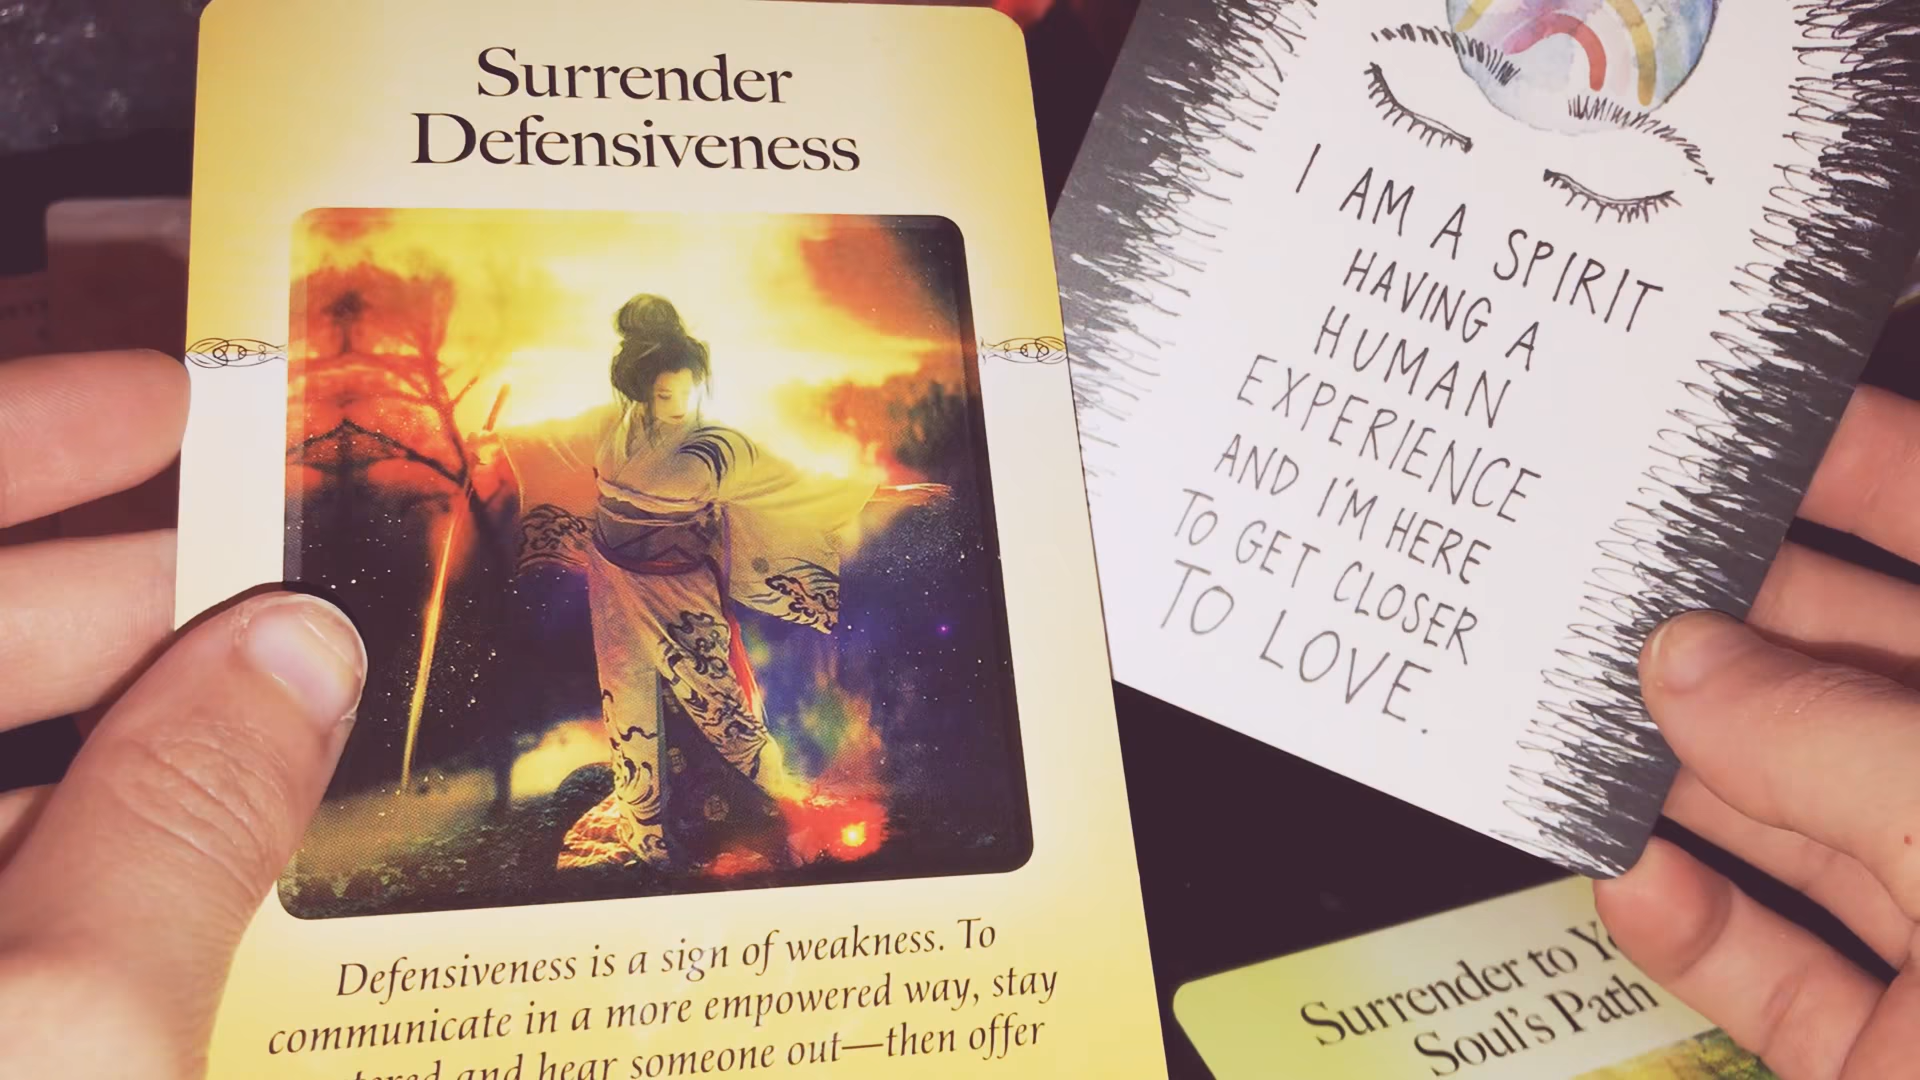 Surrender
Defensiveness
Defensiveness is a sign of weakness. To
communicate in a more empowered way, stay
and hear someone out—then offer
I AM A SPIRIT
HAVING A
HUMAN
EXPERIENCE
AND I'M HERE
TO GET CLOSER
TO LOVE.
Surrender to
Soul's Path